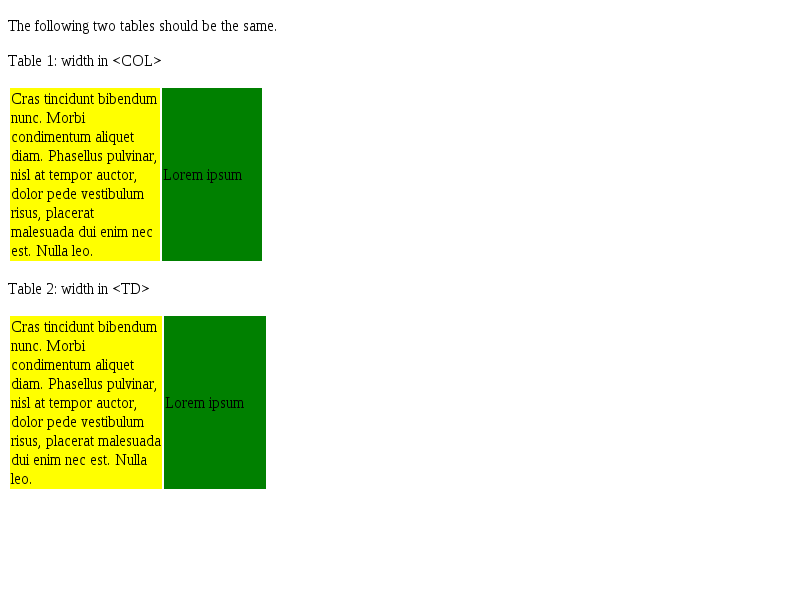 The following two tables should be the same.
Table 1: width in <COL>
Cras tincidunt bibendum
nunc. Morbi
condimentum aliquet
diam. Phasellus pulvinar,
nisl at tempor auctor,
dolor pede vestibulum
risus, placerat
malesuada dui enim nec
est. Nulla leo.
Lorem ipsum
Table 2: width in <TD>
Cras tincidunt bibendum
nunc. Morbi
condimentum aliquet
diam. Phasellus pulvinar,
nisl at tempor auctor,
dolor pede vestibulum
risus, placerat malesuada
dui enim nec est. Nulla
leo.
Lorem ipsum